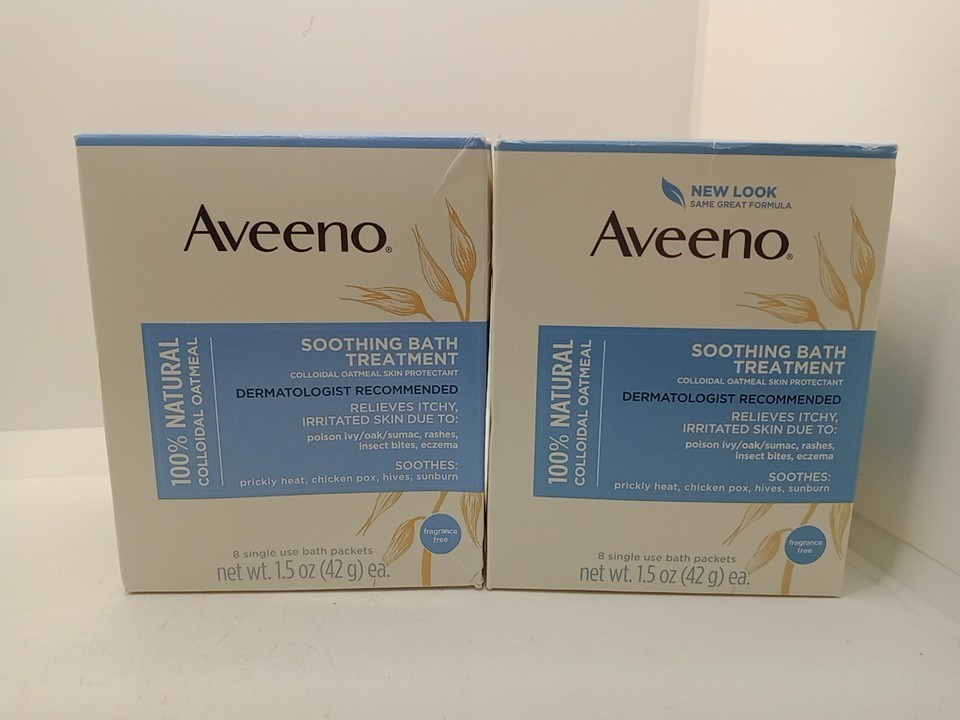 Aveeno®
100% NATURAL
COLLOIDAL OATMEAL
SOOTHING BATH
TREATMENT
COLLOIDAL OATMEAL SKIN PROTECTANT
DERMATOLOGIST RECOMMENDED
RELIEVES ITCHY,
IRRITATED SKIN DUE TO:
poison ivy/oak/sumac, rashes,
insect bites, eczema
SOOTHES:
prickly heat, chicken pox, hives, sunburn
fragrance
free
8 single use bath packets
net wt. 1.5 oz (42 g) ea.
NEW LOOK
SAME GREAT FORMULA
Aveeno®
100% NATURAL
COLLOIDAL OATMEAL
SOOTHING BATH
TREATMENT
COLLOIDAL OATMEAL SKIN PROTECTANT
DERMATOLOGIST RECOMMENDED
RELIEVES ITCHY,
IRRITATED SKIN DUE TO:
poison ivy/oak/sumac, rashes,
insect bites, eczema
SOOTHES:
prickly heat, chicken pox, hives, sunburn
fragrance
free
8 single use bath packets
net wt. 1.5 oz (42 g) ea.